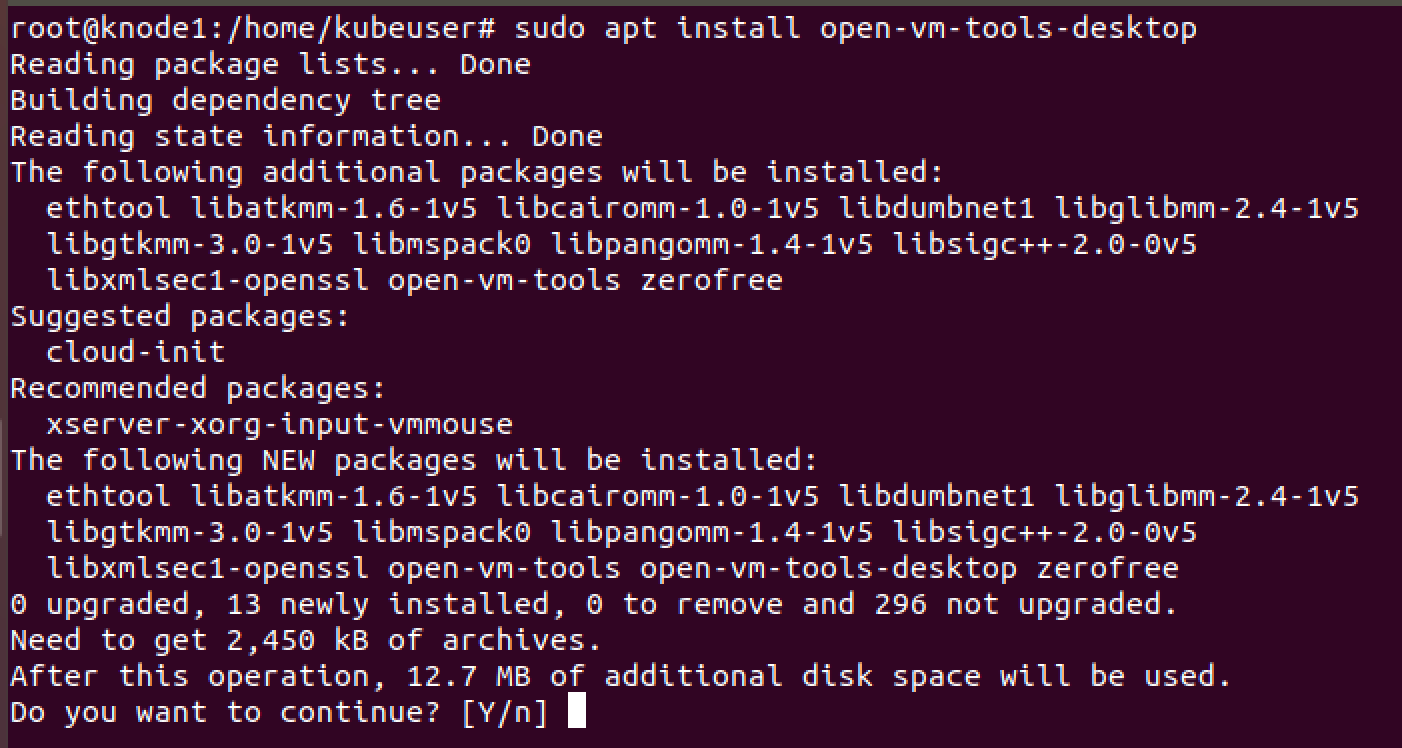 root@knode1:/home/kubeuser# sudo apt install open-vm-tools-desktop
Reading package lists... Done
Building dependency tree
Reading state information... Done
The following additional packages will be installed:
  ethtool libatkmm-1.6-1v5 libcairomm-1.0-1v5 libdumbnet1 libglibmm-2.4-1v5
  libgtkmm-3.0-1v5 libmspack0 libpangomm-1.4-1v5 libsigc++-2.0-0v5
  libxmlsec1-openssl open-vm-tools zerofree
Suggested packages:
  cloud-init
Recommended packages:
  xserver-xorg-input-vmmouse
The following NEW packages will be installed:
  ethtool libatkmm-1.6-1v5 libcairomm-1.0-1v5 libdumbnet1 libglibmm-2.4-1v5
  libgtkmm-3.0-1v5 libmspack0 libpangomm-1.4-1v5 libsigc++-2.0-0v5
  libxmlsec1-openssl open-vm-tools open-vm-tools-desktop zerofree
0 upgraded, 13 newly installed, 0 to remove and 296 not upgraded.
Need to get 2,450 kB of archives.
After this operation, 12.7 MB of additional disk space will be used.
Do you want to continue? [Y/n]